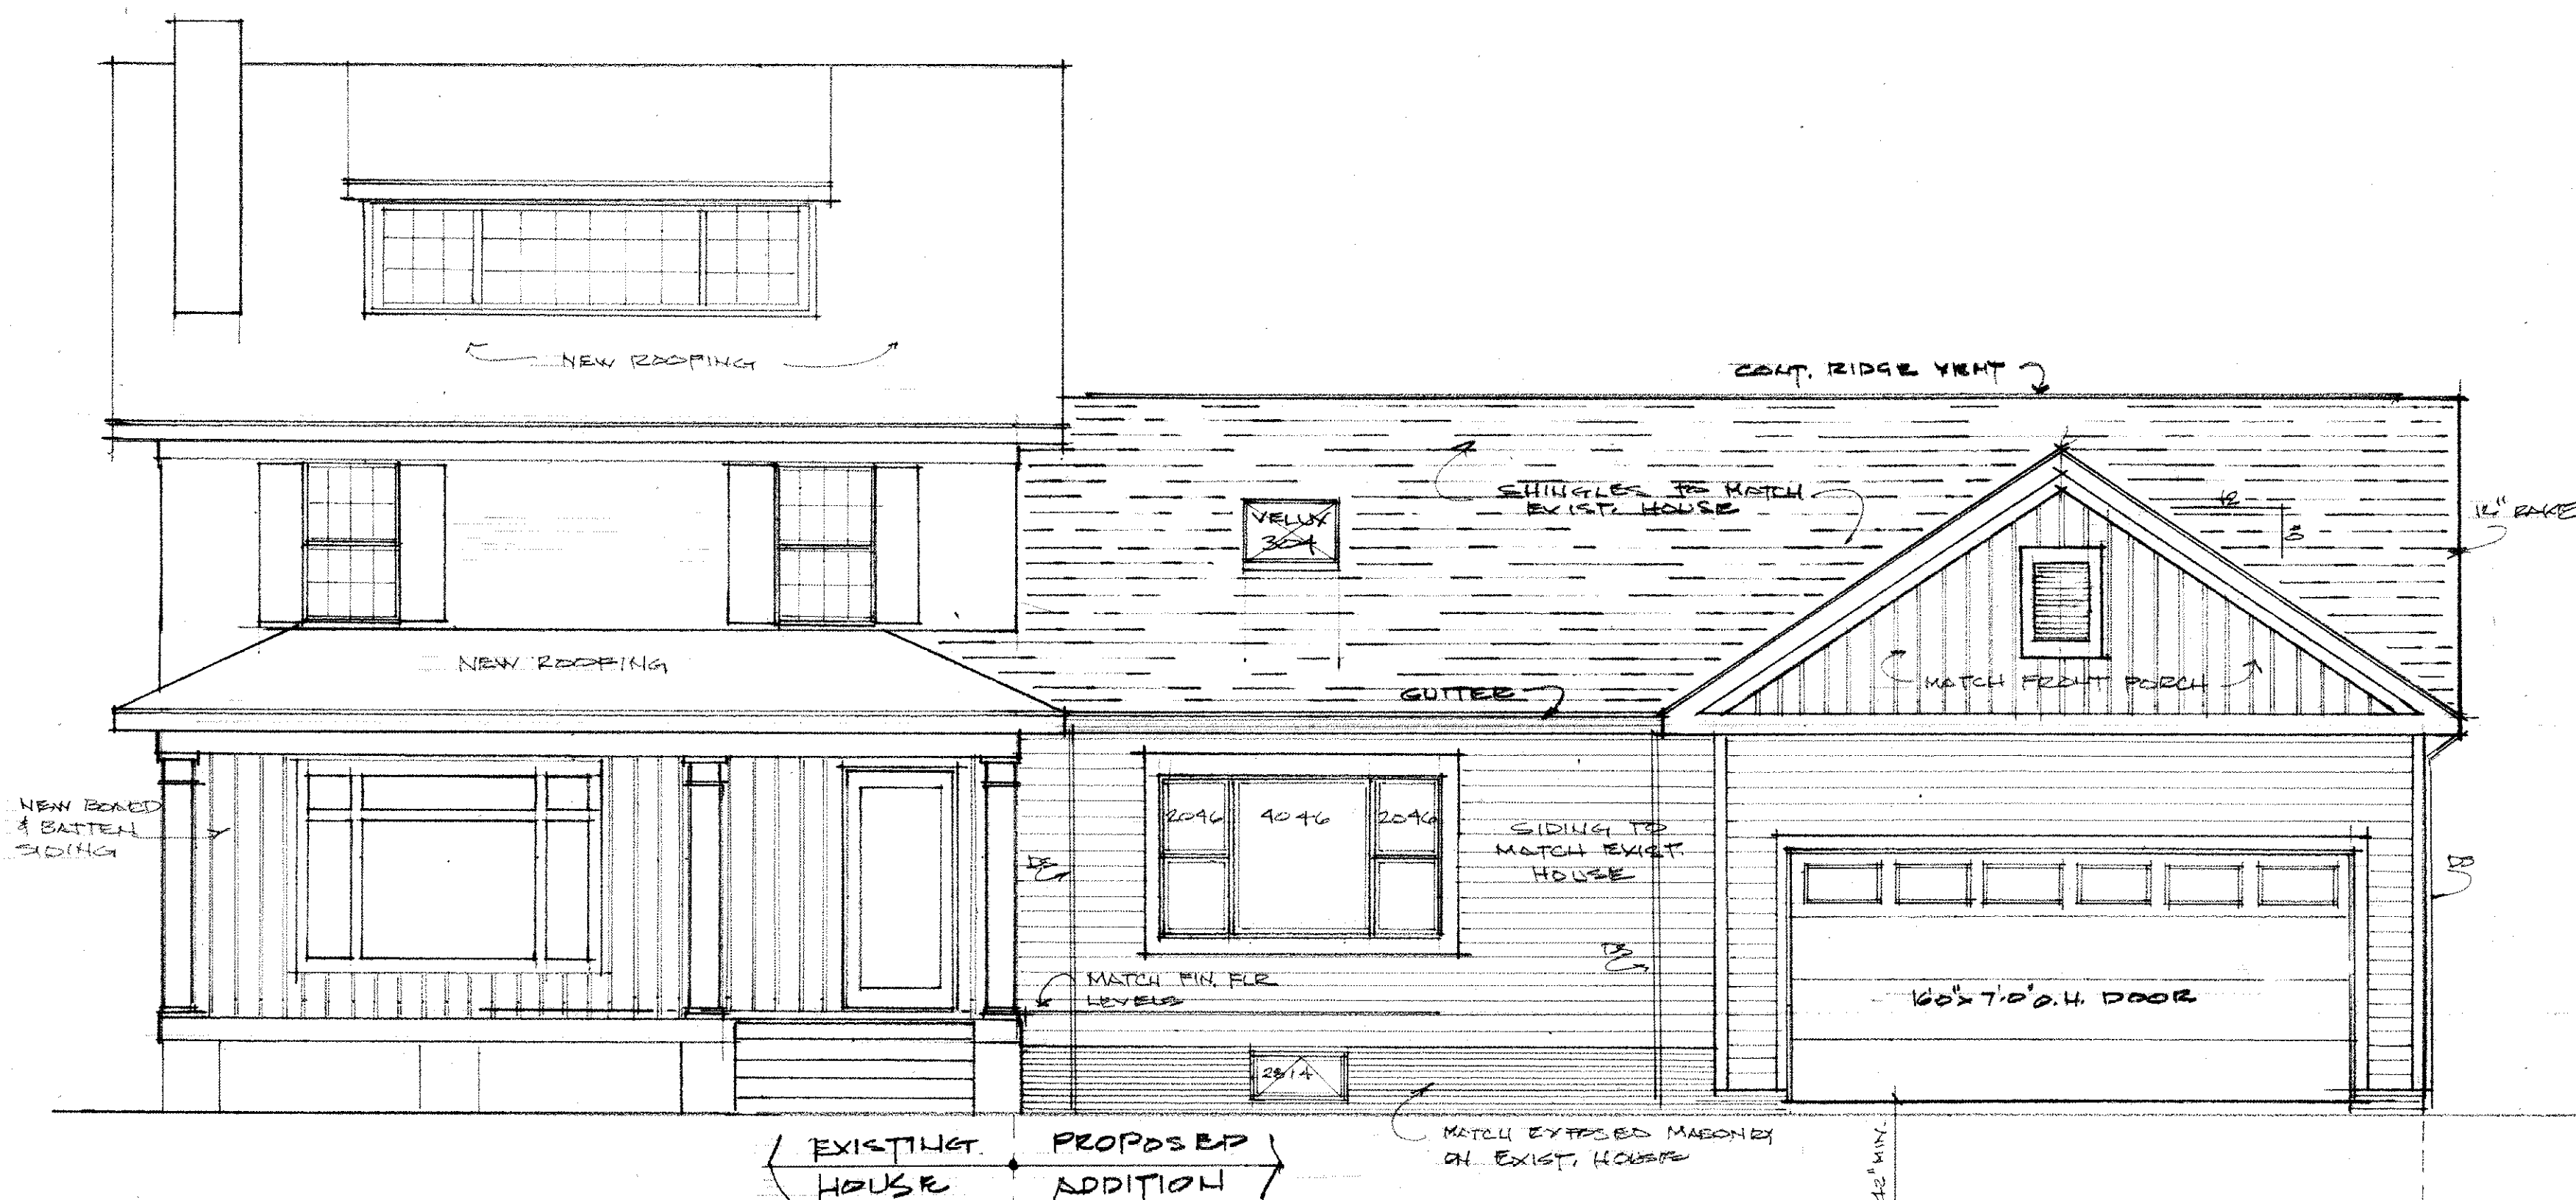 NEW ROOFING
CONT. RIDGE VENT
SHINGLES TO MATCH
EXIST. HOUSE
VELUX
304
12
8
12" RAKE
NEW ROOFING
GUTTER
MATCH FRONT PORCH
NEW BOARD
& BATTEN
SIDING
2046
4046
2046
SIDING TO
MATCH EXIST.
HOUSE
DS
DS
DS
MATCH FIN. FLR
LEVELS
16'0" x 7'0" O.H. DOOR
2814
MATCH EXPOSED MASONRY
ON EXIST. HOUSE
EXISTING
HOUSE
PROPOSED
ADDITION
42" MIN.